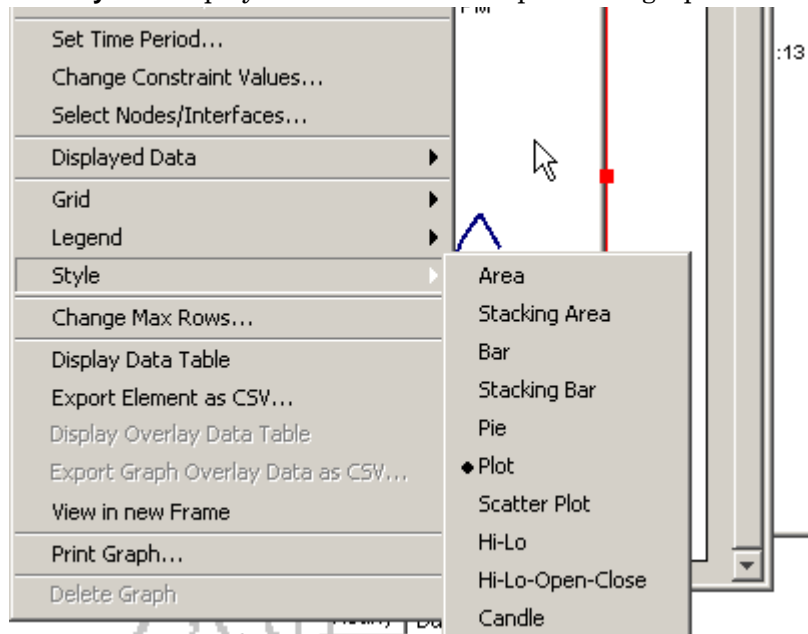 Set Time Period...
Change Constraint Values...
Select Nodes/Interfaces...
Displayed Data
Grid
Legend
Style
Change Max Rows...
Display Data Table
Export Element as CSV...
Display Overlay Data Table
Export Graph Overlay Data as CSV...
View in new Frame
Print Graph...
Delete Graph
Area
Stacking Area
Bar
Stacking Bar
Pie
Plot
Scatter Plot
Hi-Lo
Hi-Lo-Open-Close
Candle
:13